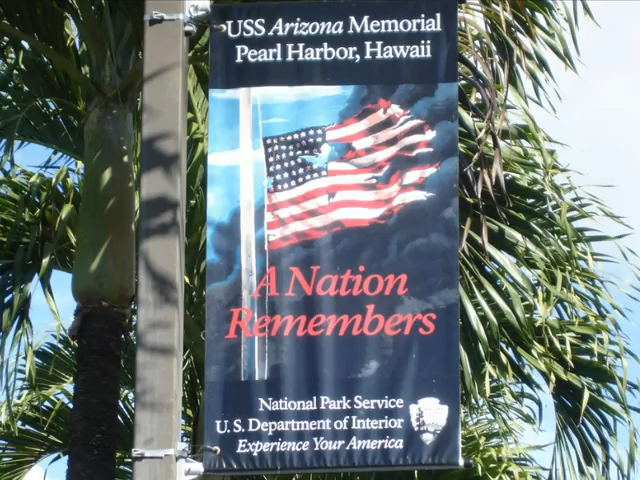 USS Arizona Memorial
Pearl Harbor, Hawaii
A Nation
Remembers
National Park Service
U. S. Department of Interior
Experience Your America